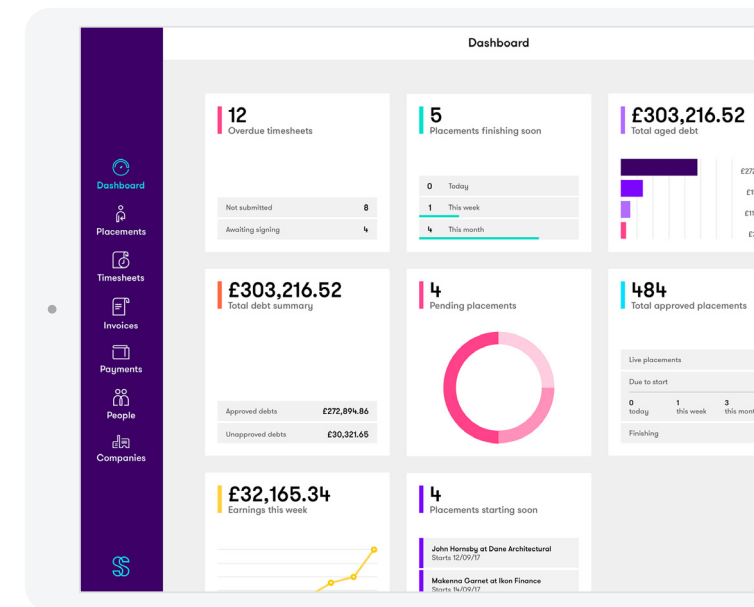 Dashboard
Dashboard
Placements
Timesheets
Invoices
Payments
People
Companies
12
Overdue timesheets
Not submitted 8
Awaiting signing 4
5
Placements finishing soon
0 Today
1 This week
4 This month
£303,216.52
Total aged debt
£303,216.52
Total debt summary
Approved debts £272,894.86
Unapproved debts £30,321.65
4
Pending placements
484
Total approved placements
Live placements
Due to start
0 1 3
today this week this mont
Finishing
£32,165.34
Earnings this week
4
Placements starting soon
John Hornsby at Dane Architectural
Starts 12/09/17
Makenna Garnet at Ikon Finance
Starts 14/09/17